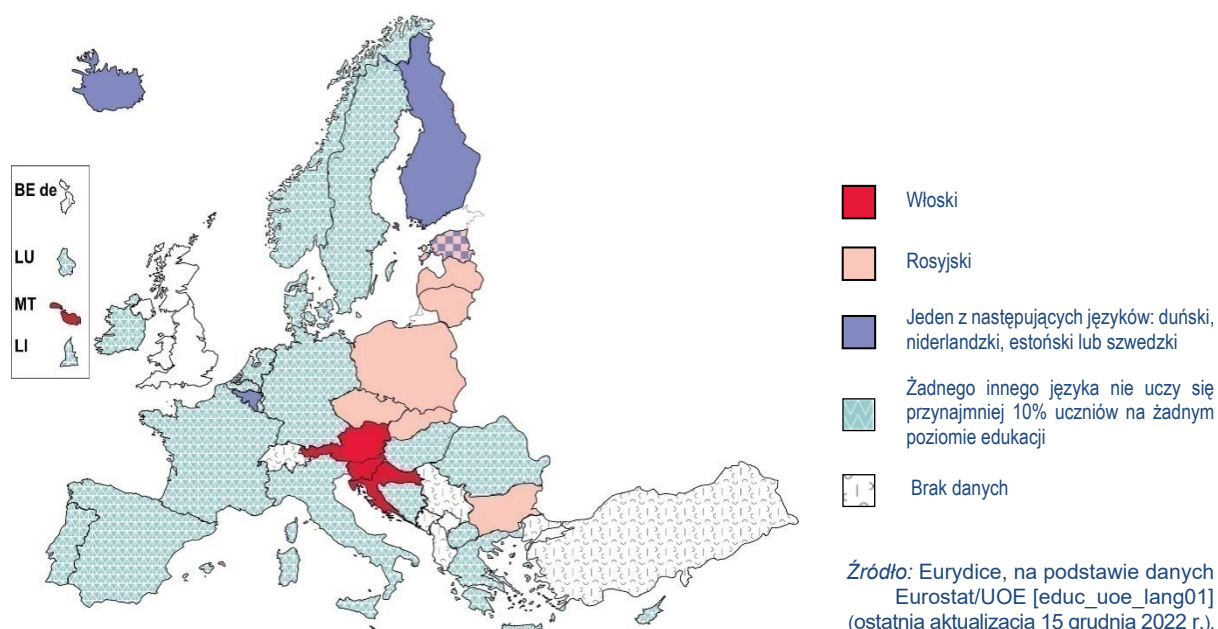 BE de
LU
MT
LI
Włoski
Rosyjski
Jeden z następujących języków: duński,
niderlandzki, estoński lub szwedzki
Żadnego innego języka nie uczy się
przynajmniej 10% uczniów na żadnym
poziomie edukacji
Brak danych
Źródło: Eurydice, na podstawie danych
Eurostat/UOE [educ_uoe_lang01]
(ostatnia aktualizacja 15 grudnia 2022 r.).